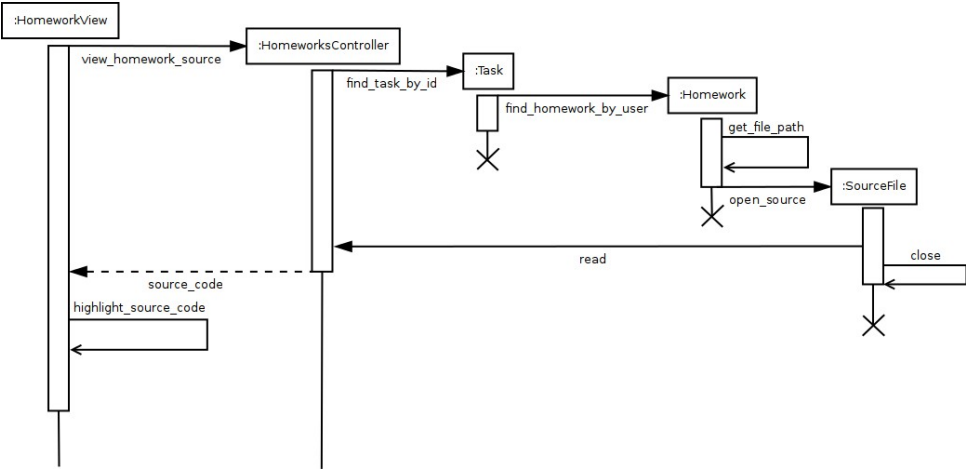 :HomeworkView
view_homework_source
:HomeworksController
find_task_by_id
:Task
find_homework_by_user
:Homework
get_file_path
open_source
:SourceFile
read
close
source_code
highlight_source_code